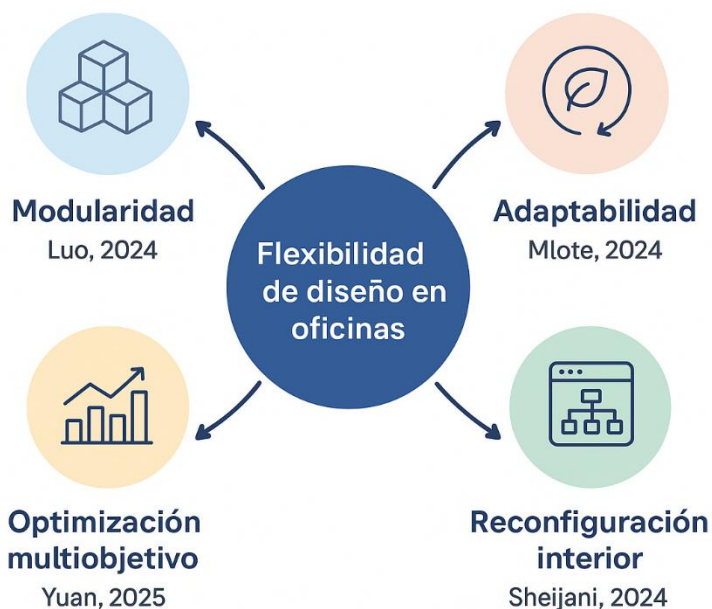 Modularidad
Luo, 2024
Adaptabilidad
Mlote, 2024
Flexibilidad
de diseño en
oficinas
Optimización
multiobjetivo
Yuan, 2025
Reconfiguración
interior
Sheijani, 2024